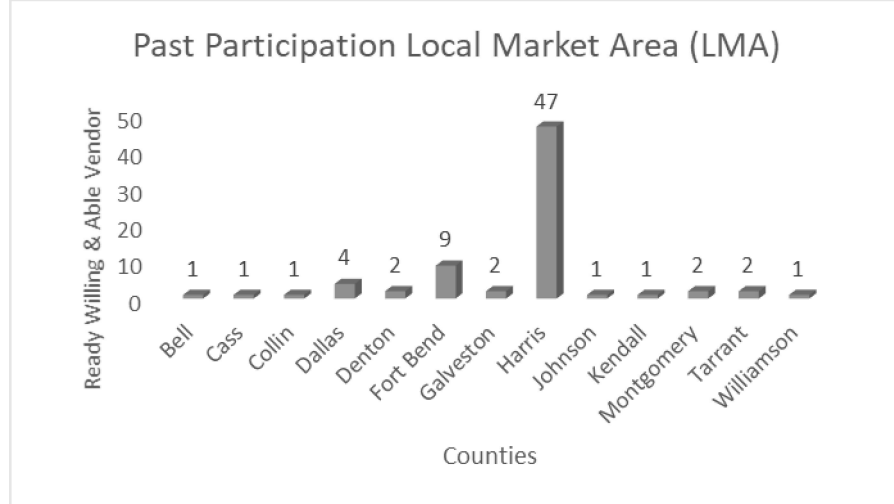 Past Participation Local Market Area (LMA)
Ready Willing & Able Vendor
50
40
30
20
10
0
1
1
1
4
2
9
2
47
1
1
2
2
1
Bell
Cass
Collin
Dallas
Denton
Fort Bend
Galveston
Harris
Johnson
Kendall
Montgomery
Tarrant
Williamson
Counties